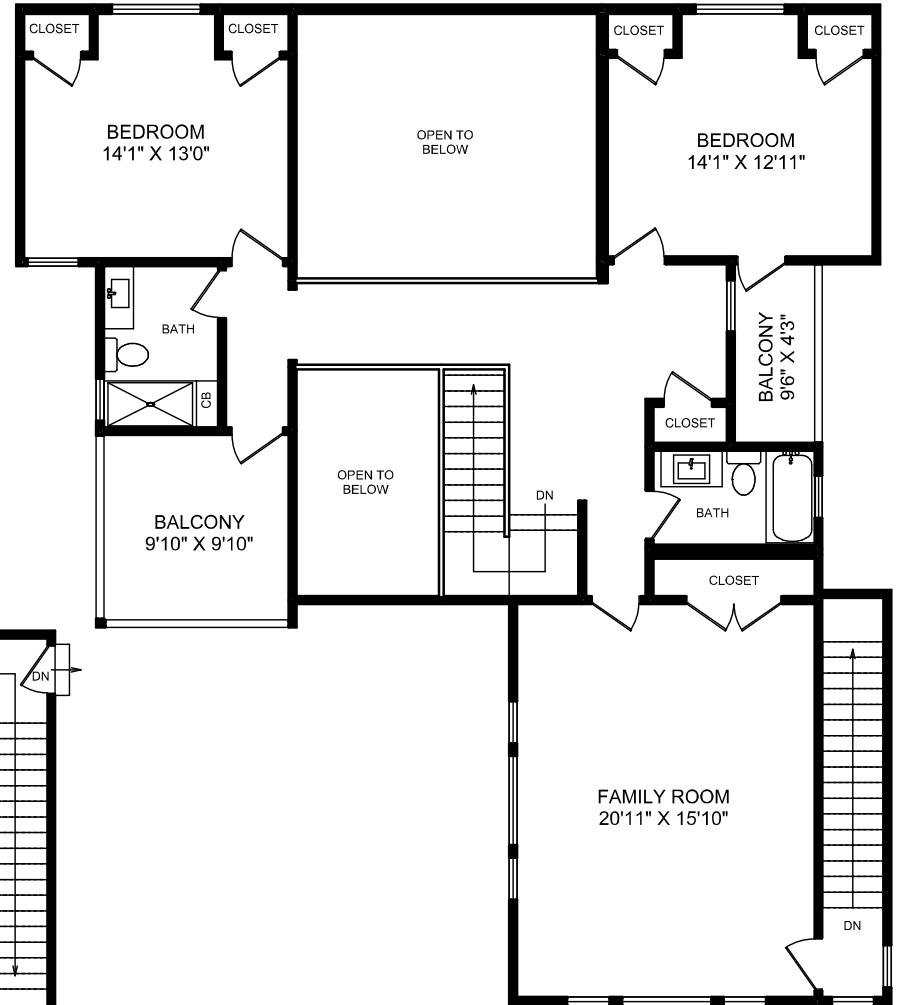 CLOSET
CLOSET
CLOSET
CLOSET
BEDROOM
14'1" X 13'0"
OPEN TO
BELOW
BEDROOM
14'1" X 12'11"
BATH
CB
BALCONY
9'6" X 4'3"
CLOSET
OPEN TO
BELOW
DN
BATH
BALCONY
9'10" X 9'10"
CLOSET
DN
FAMILY ROOM
20'11" X 15'10"
DN